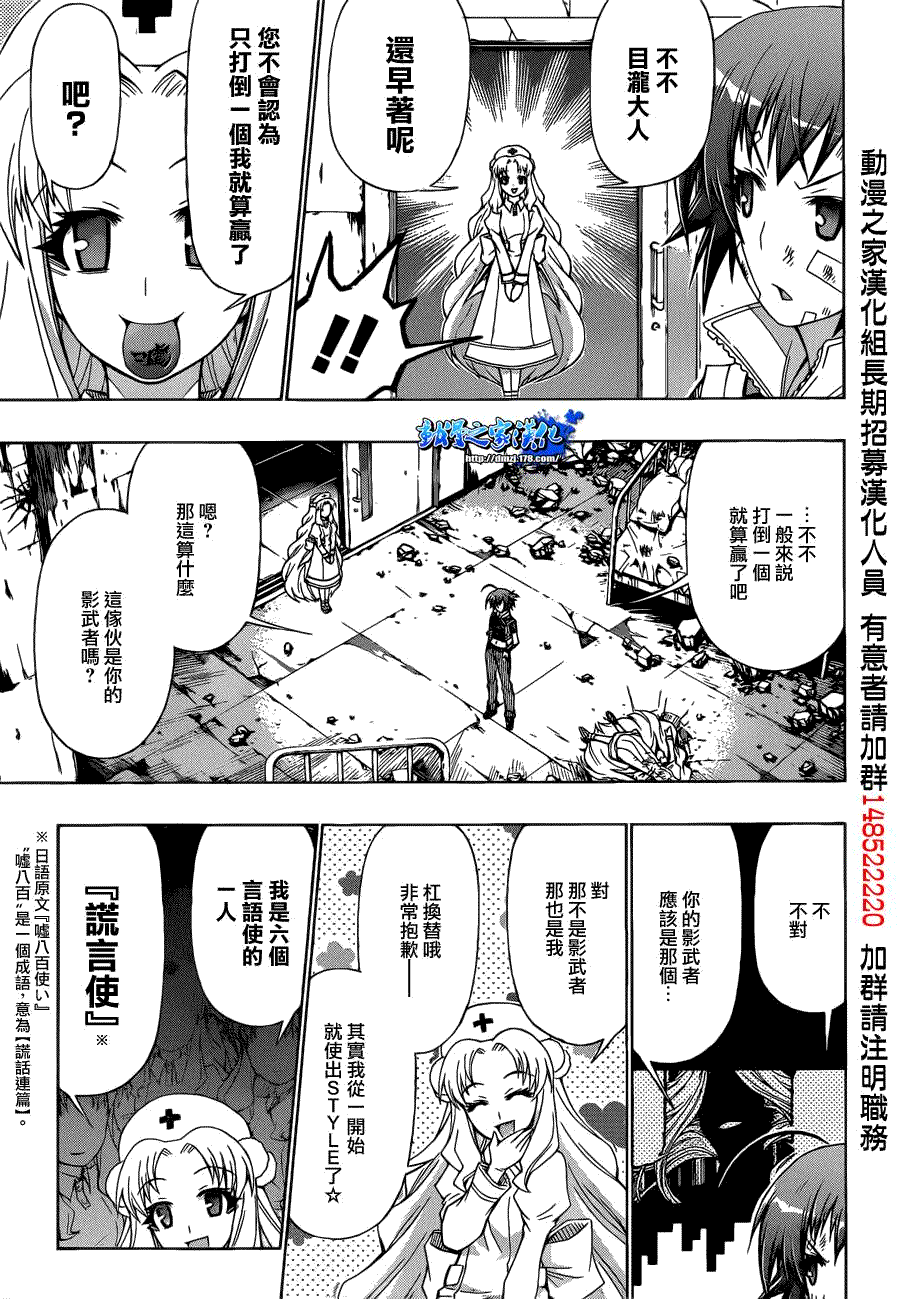 不不
目瀧大人
還早著呢
您不會認為
只打倒一個我就算贏了
吧？
!!
動漫之家漢化
http://dmzj.178.com/
…不不
一般來說
打倒一個
就算贏了吧
嗯？
那這算什麼
這傢伙是你的
影武者嗎？
不
不對
你的影武者
應該是那個…
對
那不是影武者
那也是我
杠換替哦
非常抱歉—
其實我從一開始
就使出STYLE了☆
我是六個
言語使的
一人
『謊言使』※
※日語原文『噓八百使い』
“噓八百”是一個成語，意為【謊話連篇】。
動漫之家漢化組長期招募漢化人員 有意者請加群148522220 加群請注明職務